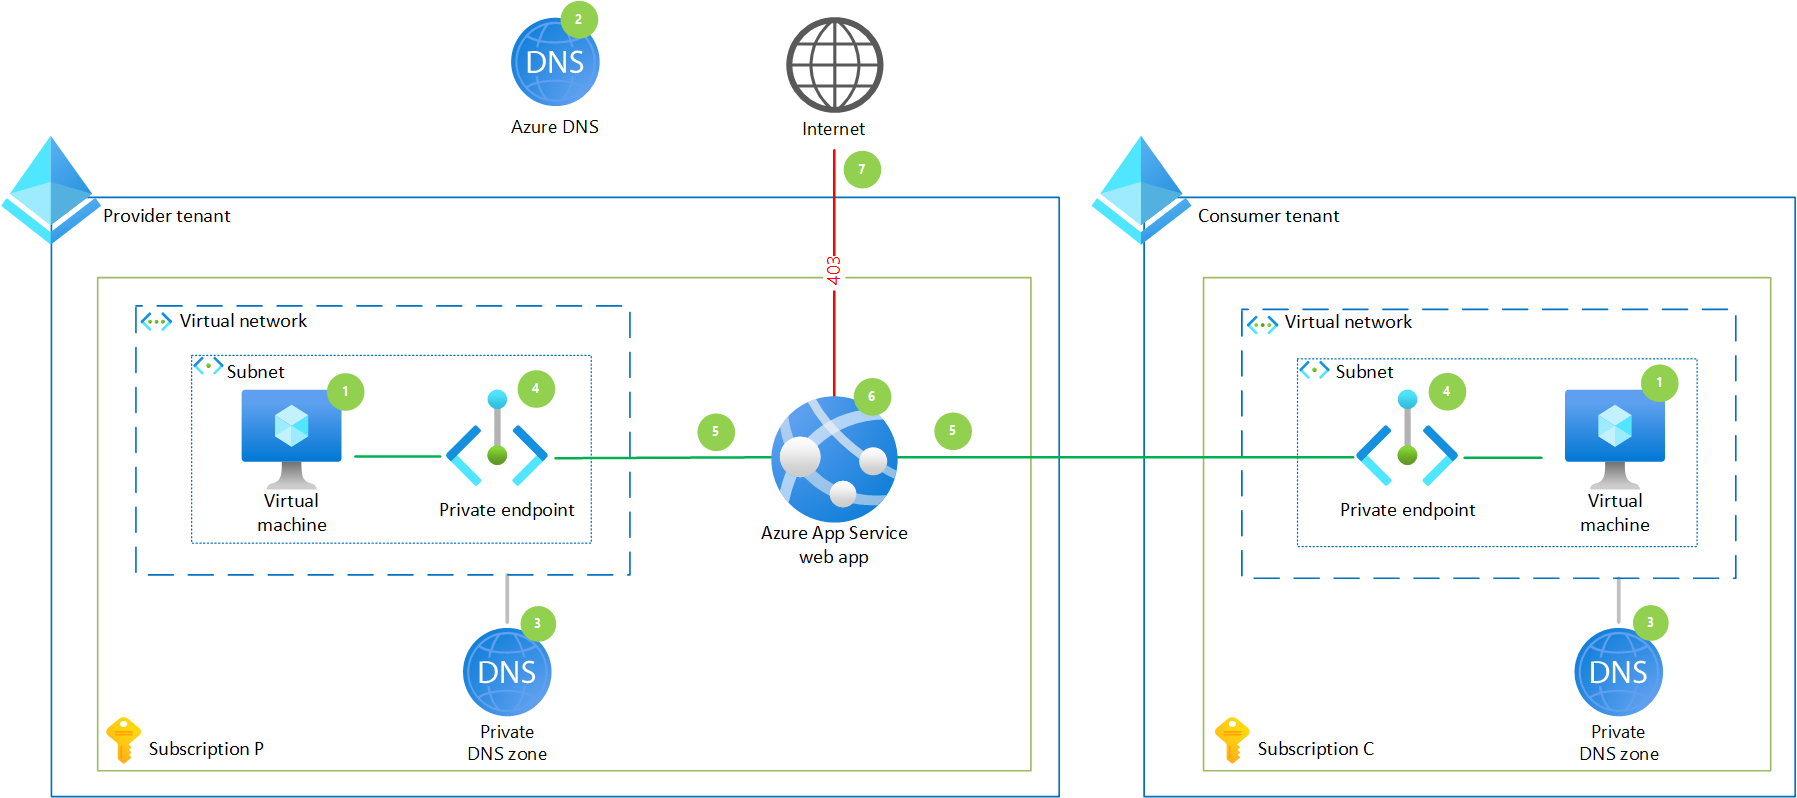 2
DNS
Azure DNS
Internet
7
Provider tenant
Consumer tenant
403
Virtual network
Subnet
1
4
5
6
5
Virtual
machine
Private endpoint
Azure App Service
web app
Virtual network
Subnet
4
1
Private endpoint
Virtual
machine
3
DNS
Private
DNS zone
Subscription P
3
DNS
Private
DNS zone
Subscription C